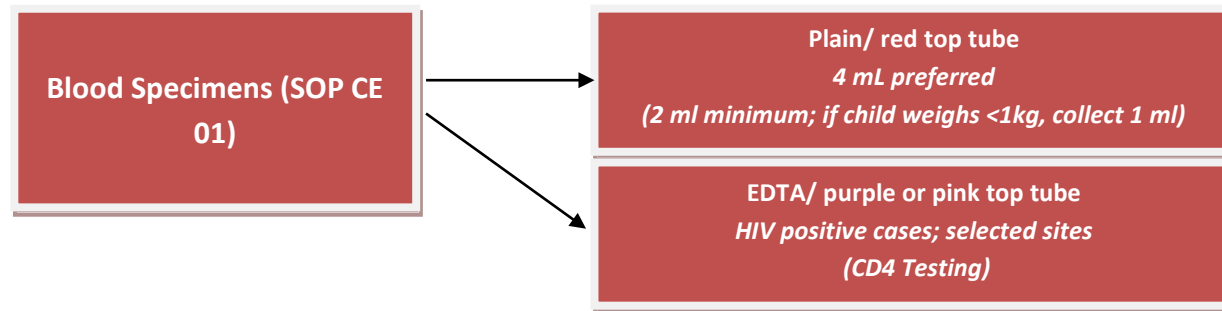 Blood Specimens (SOP CE
01)
Plain/ red top tube
4 mL preferred
(2 ml minimum; if child weighs <1kg, collect 1 ml)
EDTA/ purple or pink top tube
HIV positive cases; selected sites
(CD4 Testing)